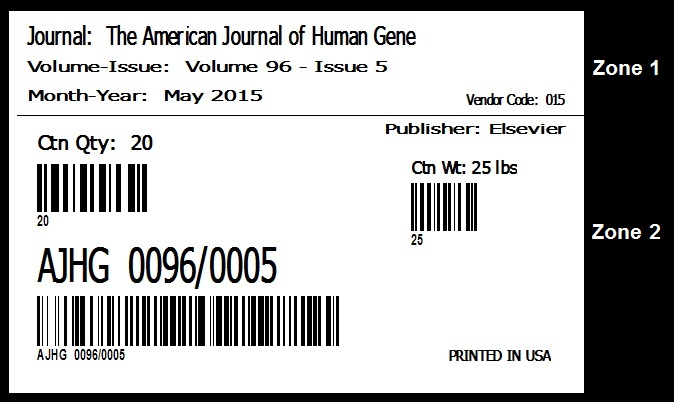 Journal: The American Journal of Human Gene
Volume-Issue: Volume 96 - Issue 5
Zone 1
Month-Year: May 2015
Vendor Code: 015
Publisher: Elsevier
Ctn Qty: 20
Ctn Wt: 25 lbs
20
25
Zone 2
AJHG 0096/0005
AJHG 0096/0005
PRINTED IN USA